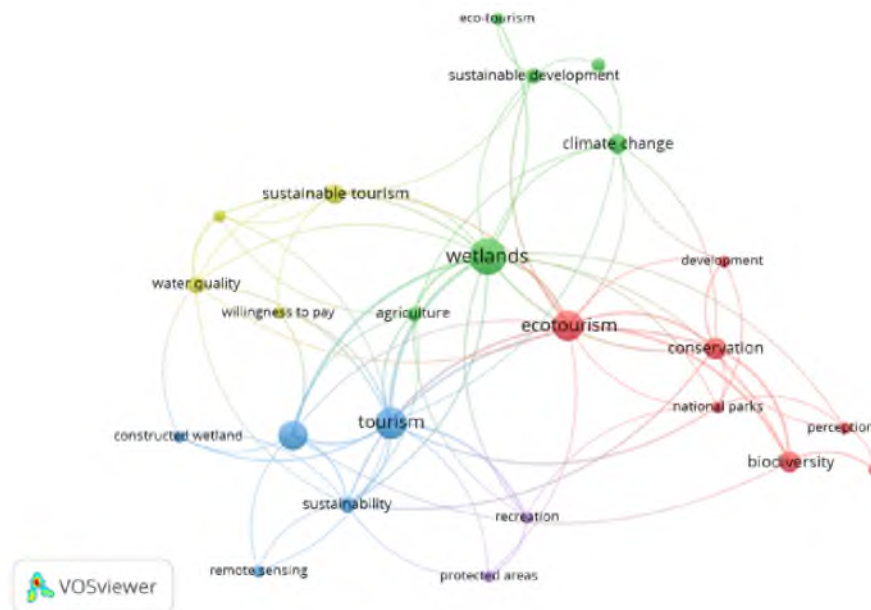 eco-tourism
sustainable development
climate change
sustainable tourism
wetlands
development
water quality
willingness to pay
agriculture
ecotourism
conservation
national parks
tourism
perception
constructed wetland
biodiversity
sustainability
recreation
remote sensing
protected areas
VOSviewer